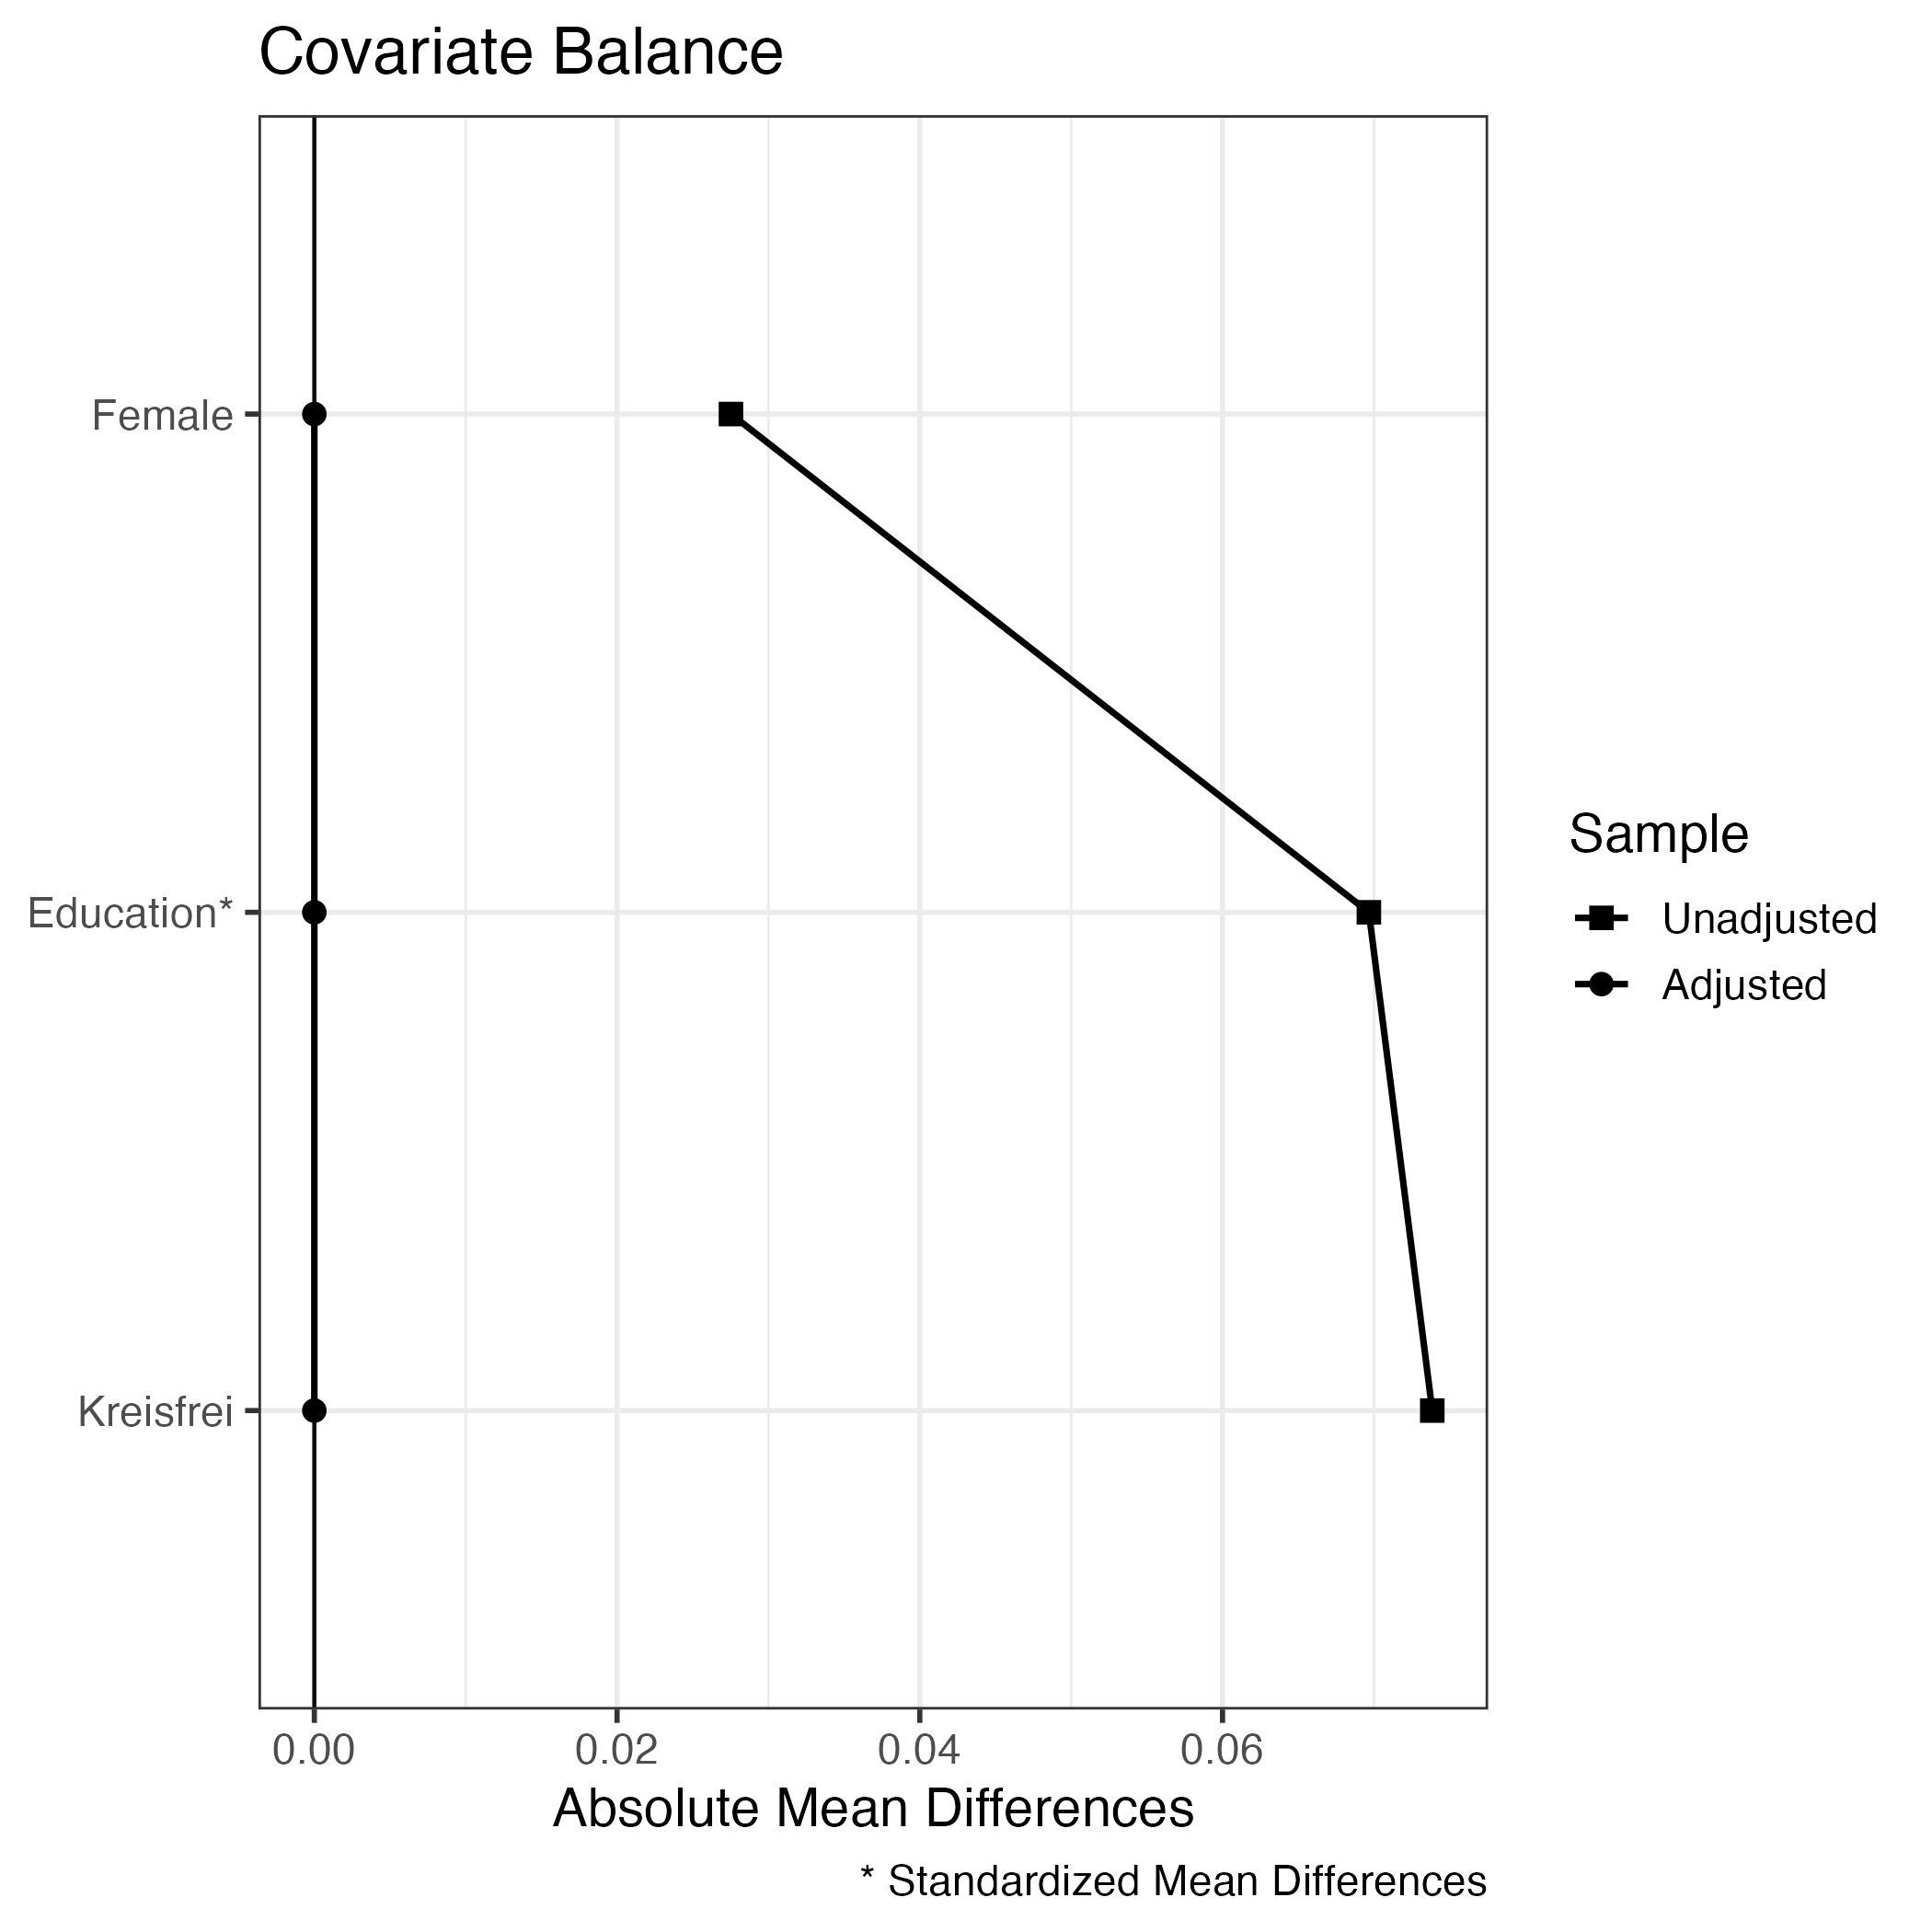 Covariate Balance
Female
Education*
Kreisfrei
Sample
Unadjusted
Adjusted
0.00 0.02 0.04 0.06
Absolute Mean Differences
* Standardized Mean Differences